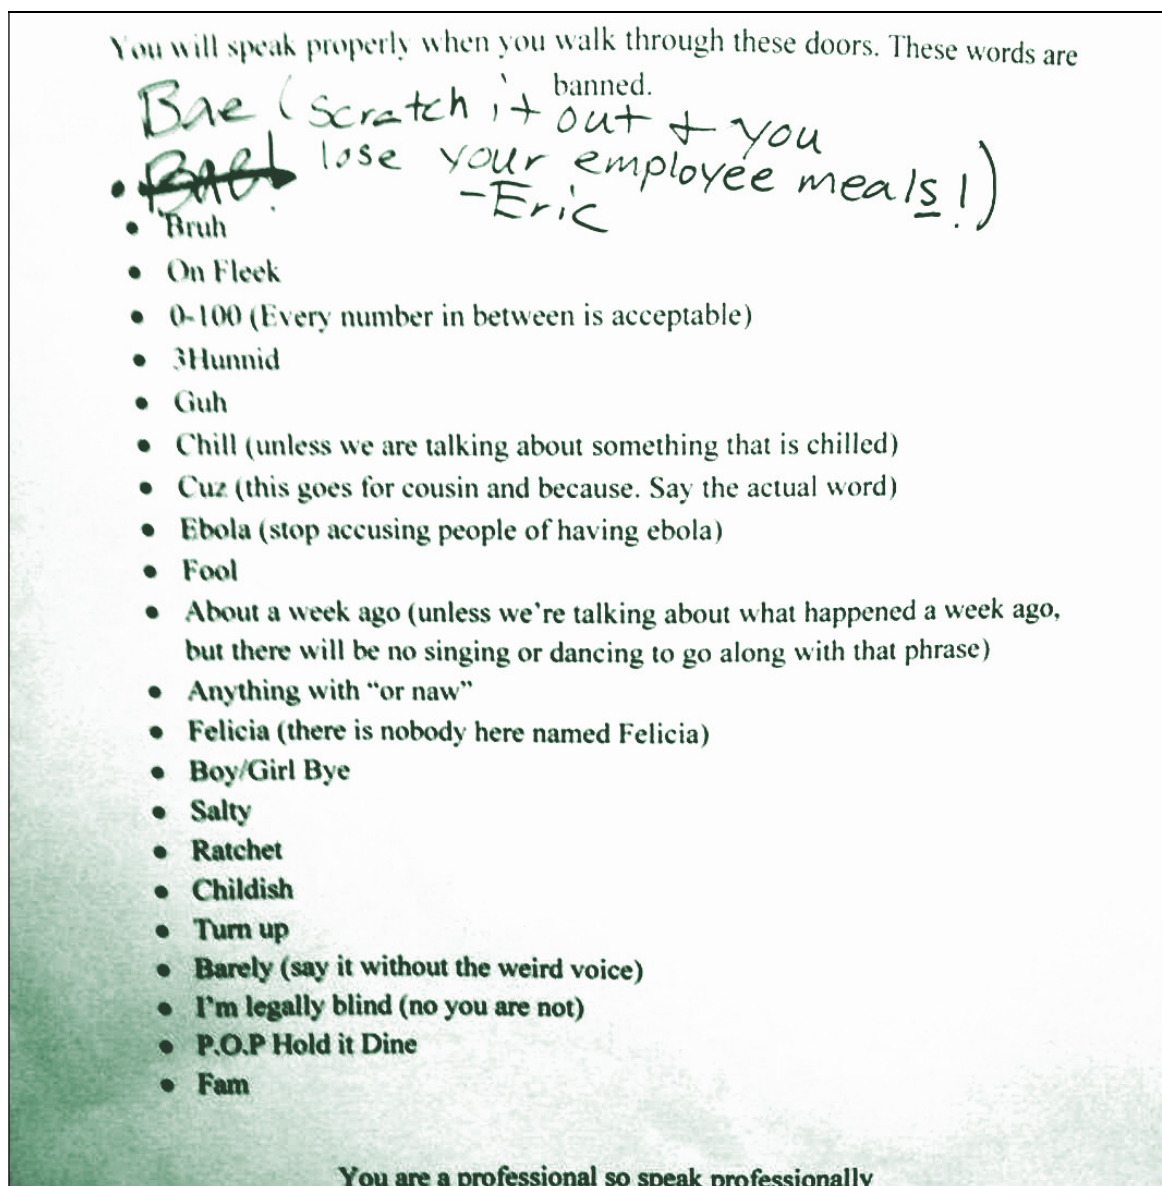 You will speak properly when you walk through these doors. These words are
banned.
Bae (scratch it out + you
lose your employee meals!)
-Eric
• Bae!
• Bruh
• On Fleek
• 0-100 (Every number in between is acceptable)
• 3Hunnid
• Guh
• Chill (unless we are talking about something that is chilled)
• Cuz (this goes for cousin and because. Say the actual word)
• Ebola (stop accusing people of having ebola)
• Fool
• About a week ago (unless we're talking about what happened a week ago,
but there will be no singing or dancing to go along with that phrase)
• Anything with “or naw”
• Felicia (there is nobody here named Felicia)
• Boy/Girl Bye
• Salty
• Ratchet
• Childish
• Turn up
• Barely (say it without the weird voice)
• I'm legally blind (no you are not)
• P.O.P Hold it Dine
• Fam
You are a professional so speak professionally